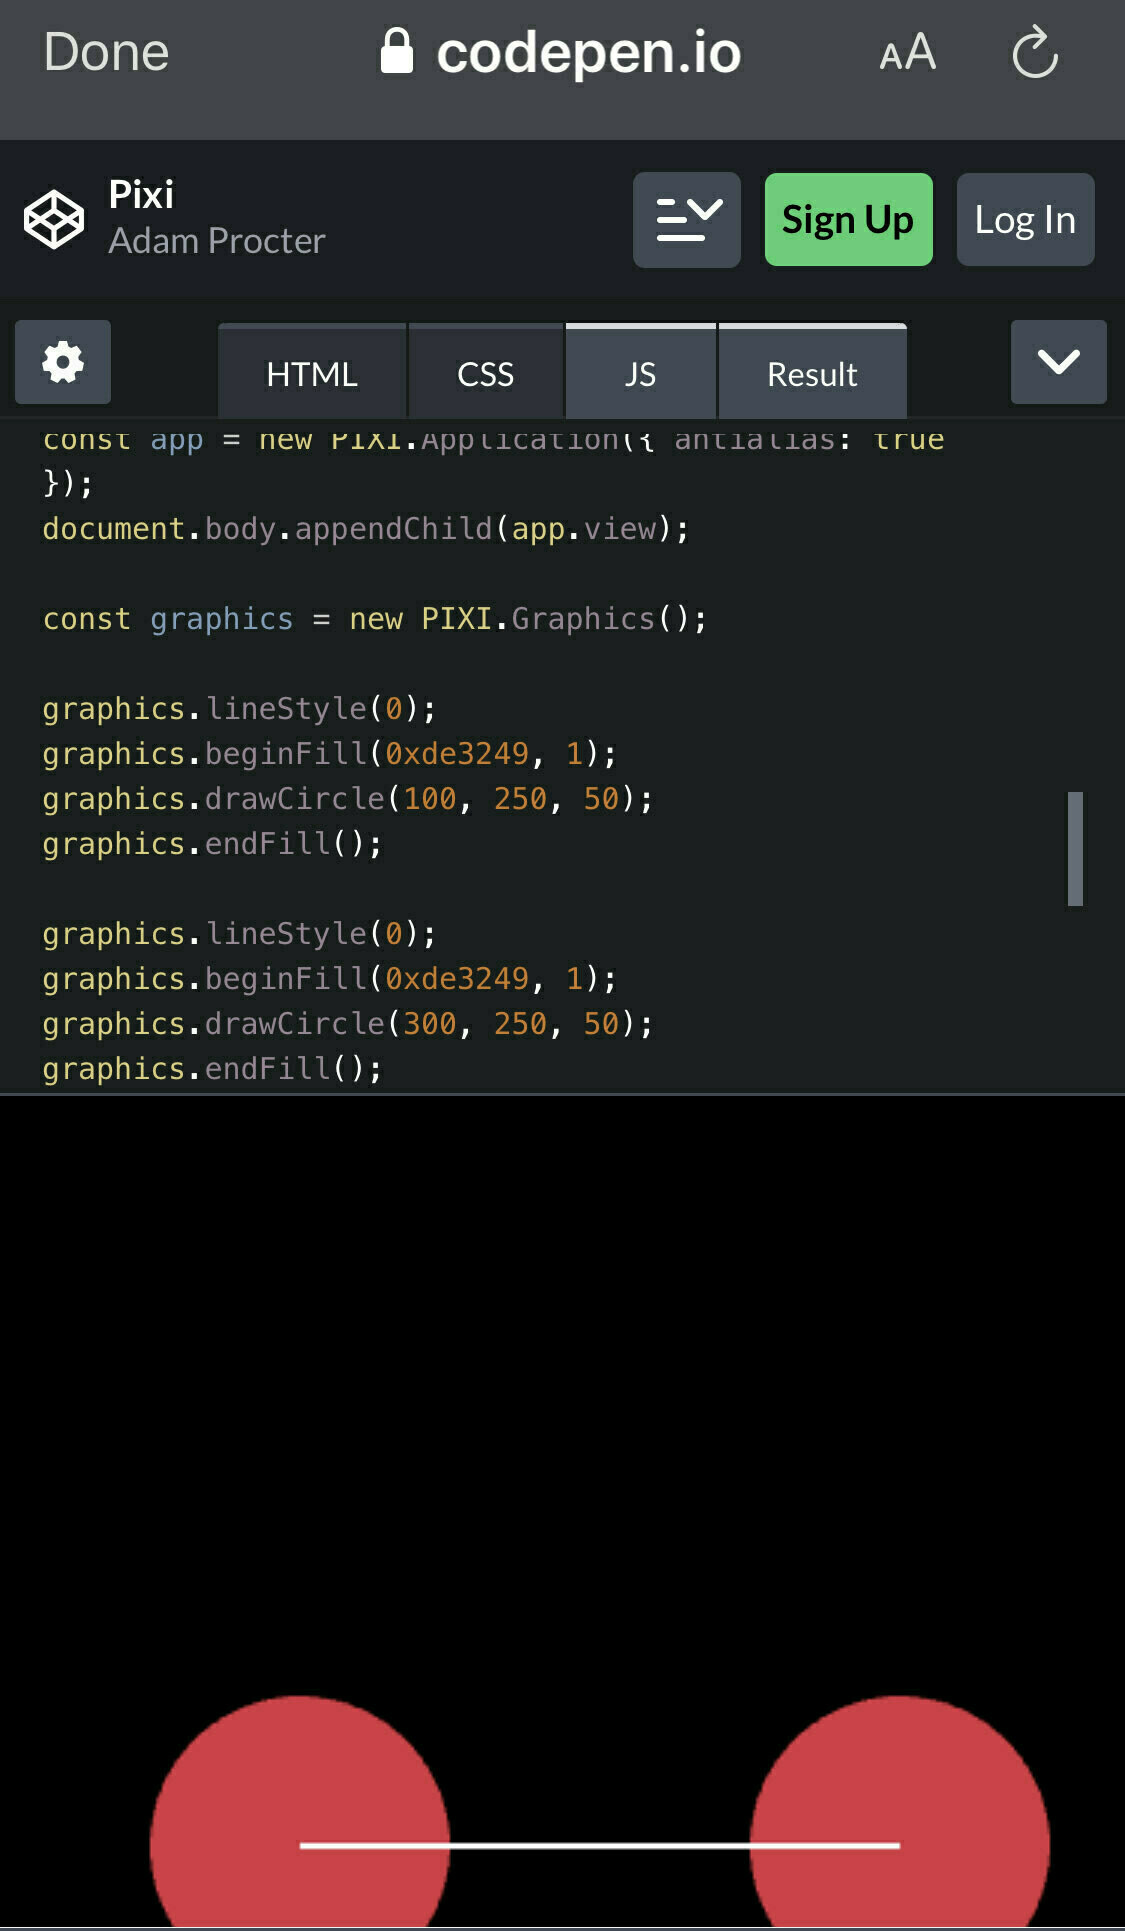 Done codepen.io AA
Pixi
Adam Procter
Sign Up
Log In
HTML CSS JS Result
const app = new PIXI.Application({ antialias: true
});
document.body.appendChild(app.view);
const graphics = new PIXI.Graphics();
graphics.lineStyle(0);
graphics.beginFill(0xde3249, 1);
graphics.drawCircle(100, 250, 50);
graphics.endFill();
graphics.lineStyle(0);
graphics.beginFill(0xde3249, 1);
graphics.drawCircle(300, 250, 50);
graphics.endFill();